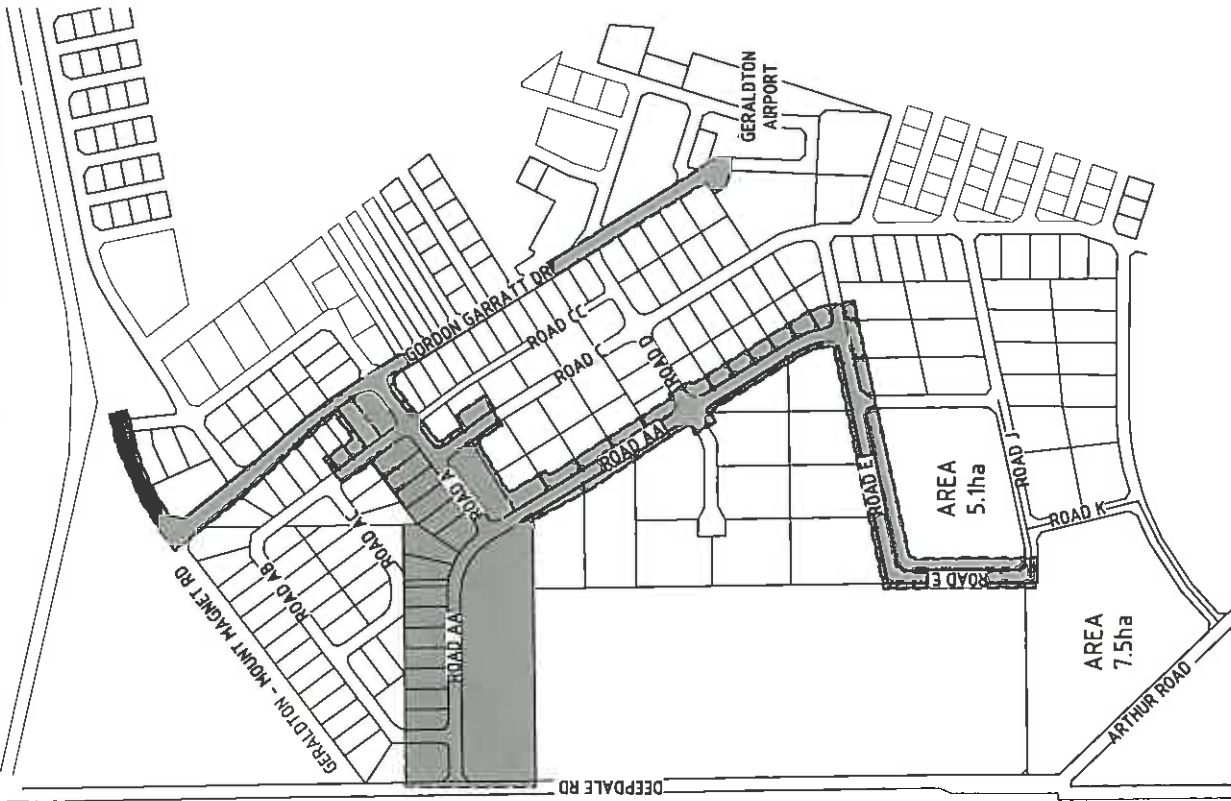 GERALDTON
AIRPORT
GORDON GARRATT DR
ROAD CC
ROAD C
ROAD D
ROAD AA
ROAD A
ROAD AC
ROAD AB
GERALDTON - MOUNT MAGNET RD
ROAD AA
ROAD E
AREA
5.1ha
ROAD J
ROAD K
ROAD E
AREA
7.5ha
ARTHUR ROAD
DEEPDALE RD